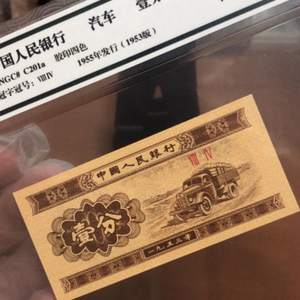 国人民银行 汽车 壹
NGC# C201a 胶印四色
1955年发行(1953版)
冠字冠号: VIII IV
中國人民銀行
VIII IV
壹分
一九五三年